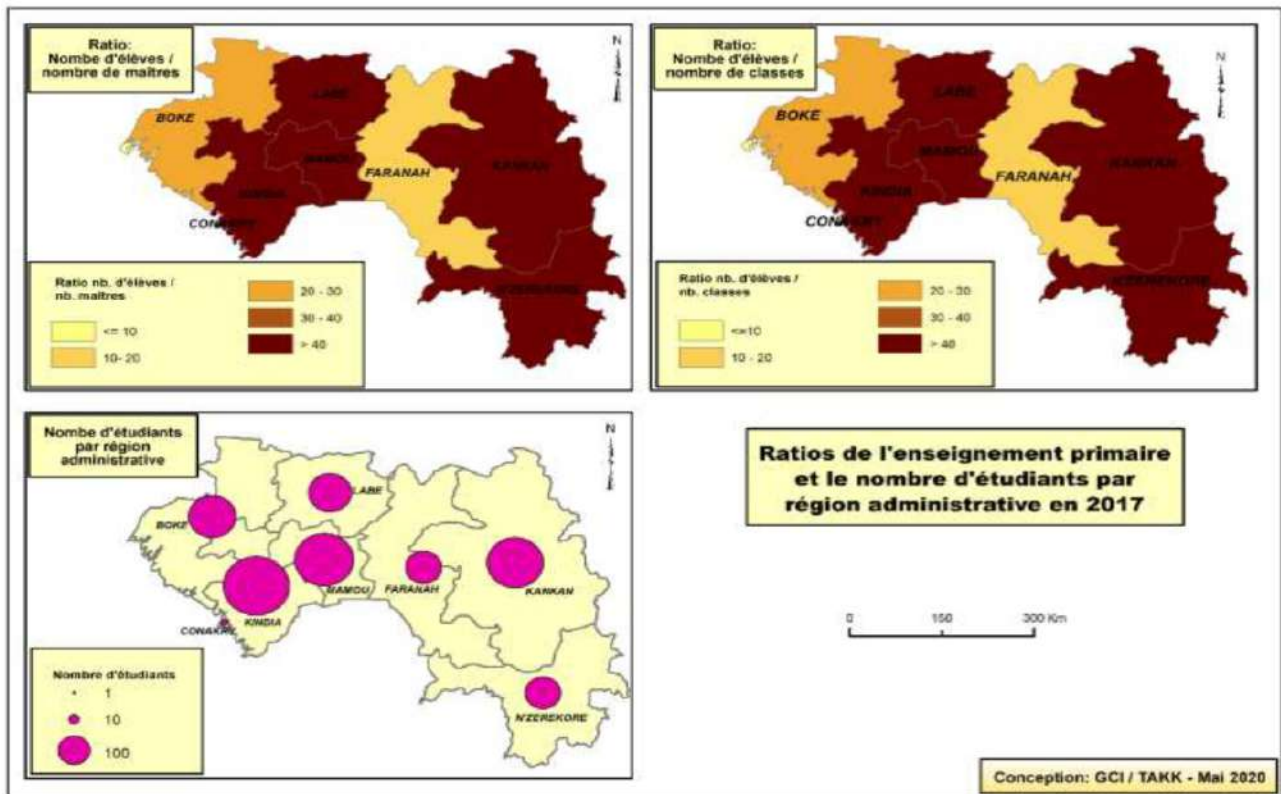 Ratio:
Nombe d'élèves /
nombre de maîtres
N
LABE
BOKE
MAMOU
KANKAN
FARANAH
KINDIA
CONAKRY
N'ZEREKORE
Ratio nb. d'élèves /
nb. maîtres
<= 10
10- 20
20 - 30
30 - 40
> 40
Ratio:
Nombe d'élèves /
nombre de classes
N
LABE
BOKE
MAMOU
KANKAN
FARANAH
KINDIA
CONAKRY
N'ZEREKORE
Ratio nb. d'élèves /
nb. classes
<=10
10 - 20
20 - 30
30 - 40
> 40
Nombe d'étudiants
par région
administrative
N
LABE
BOKE
MAMOU
FARANAH
KANKAN
KINDIA
CONAKRY
N'ZEREKORE
Nombre d'étudiants
1
10
100
Ratios de l'enseignement primaire
et le nombre d'étudiants par
région administrative en 2017
0 150 300 Km
Conception: GCI / TAKK - Mai 2020